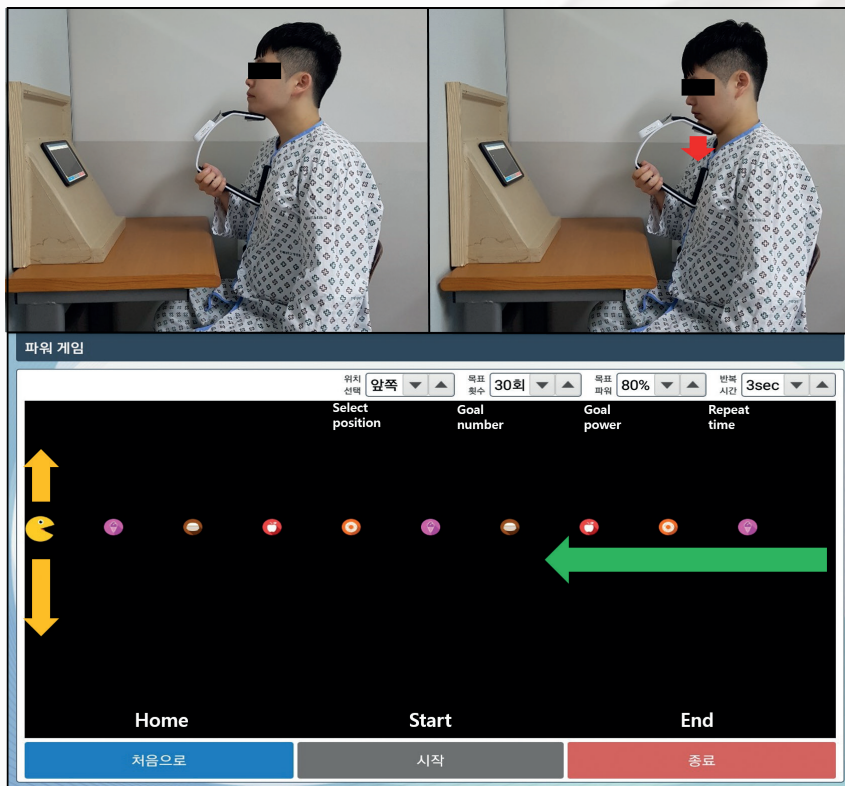 파워 게임
위치 선택 앞쪽 목표 횟수 30회 목표 파워 80% 반복 시간 3sec
Select position
Goal number
Goal power
Repeat time
Home Start End
처음으로 시작 종료